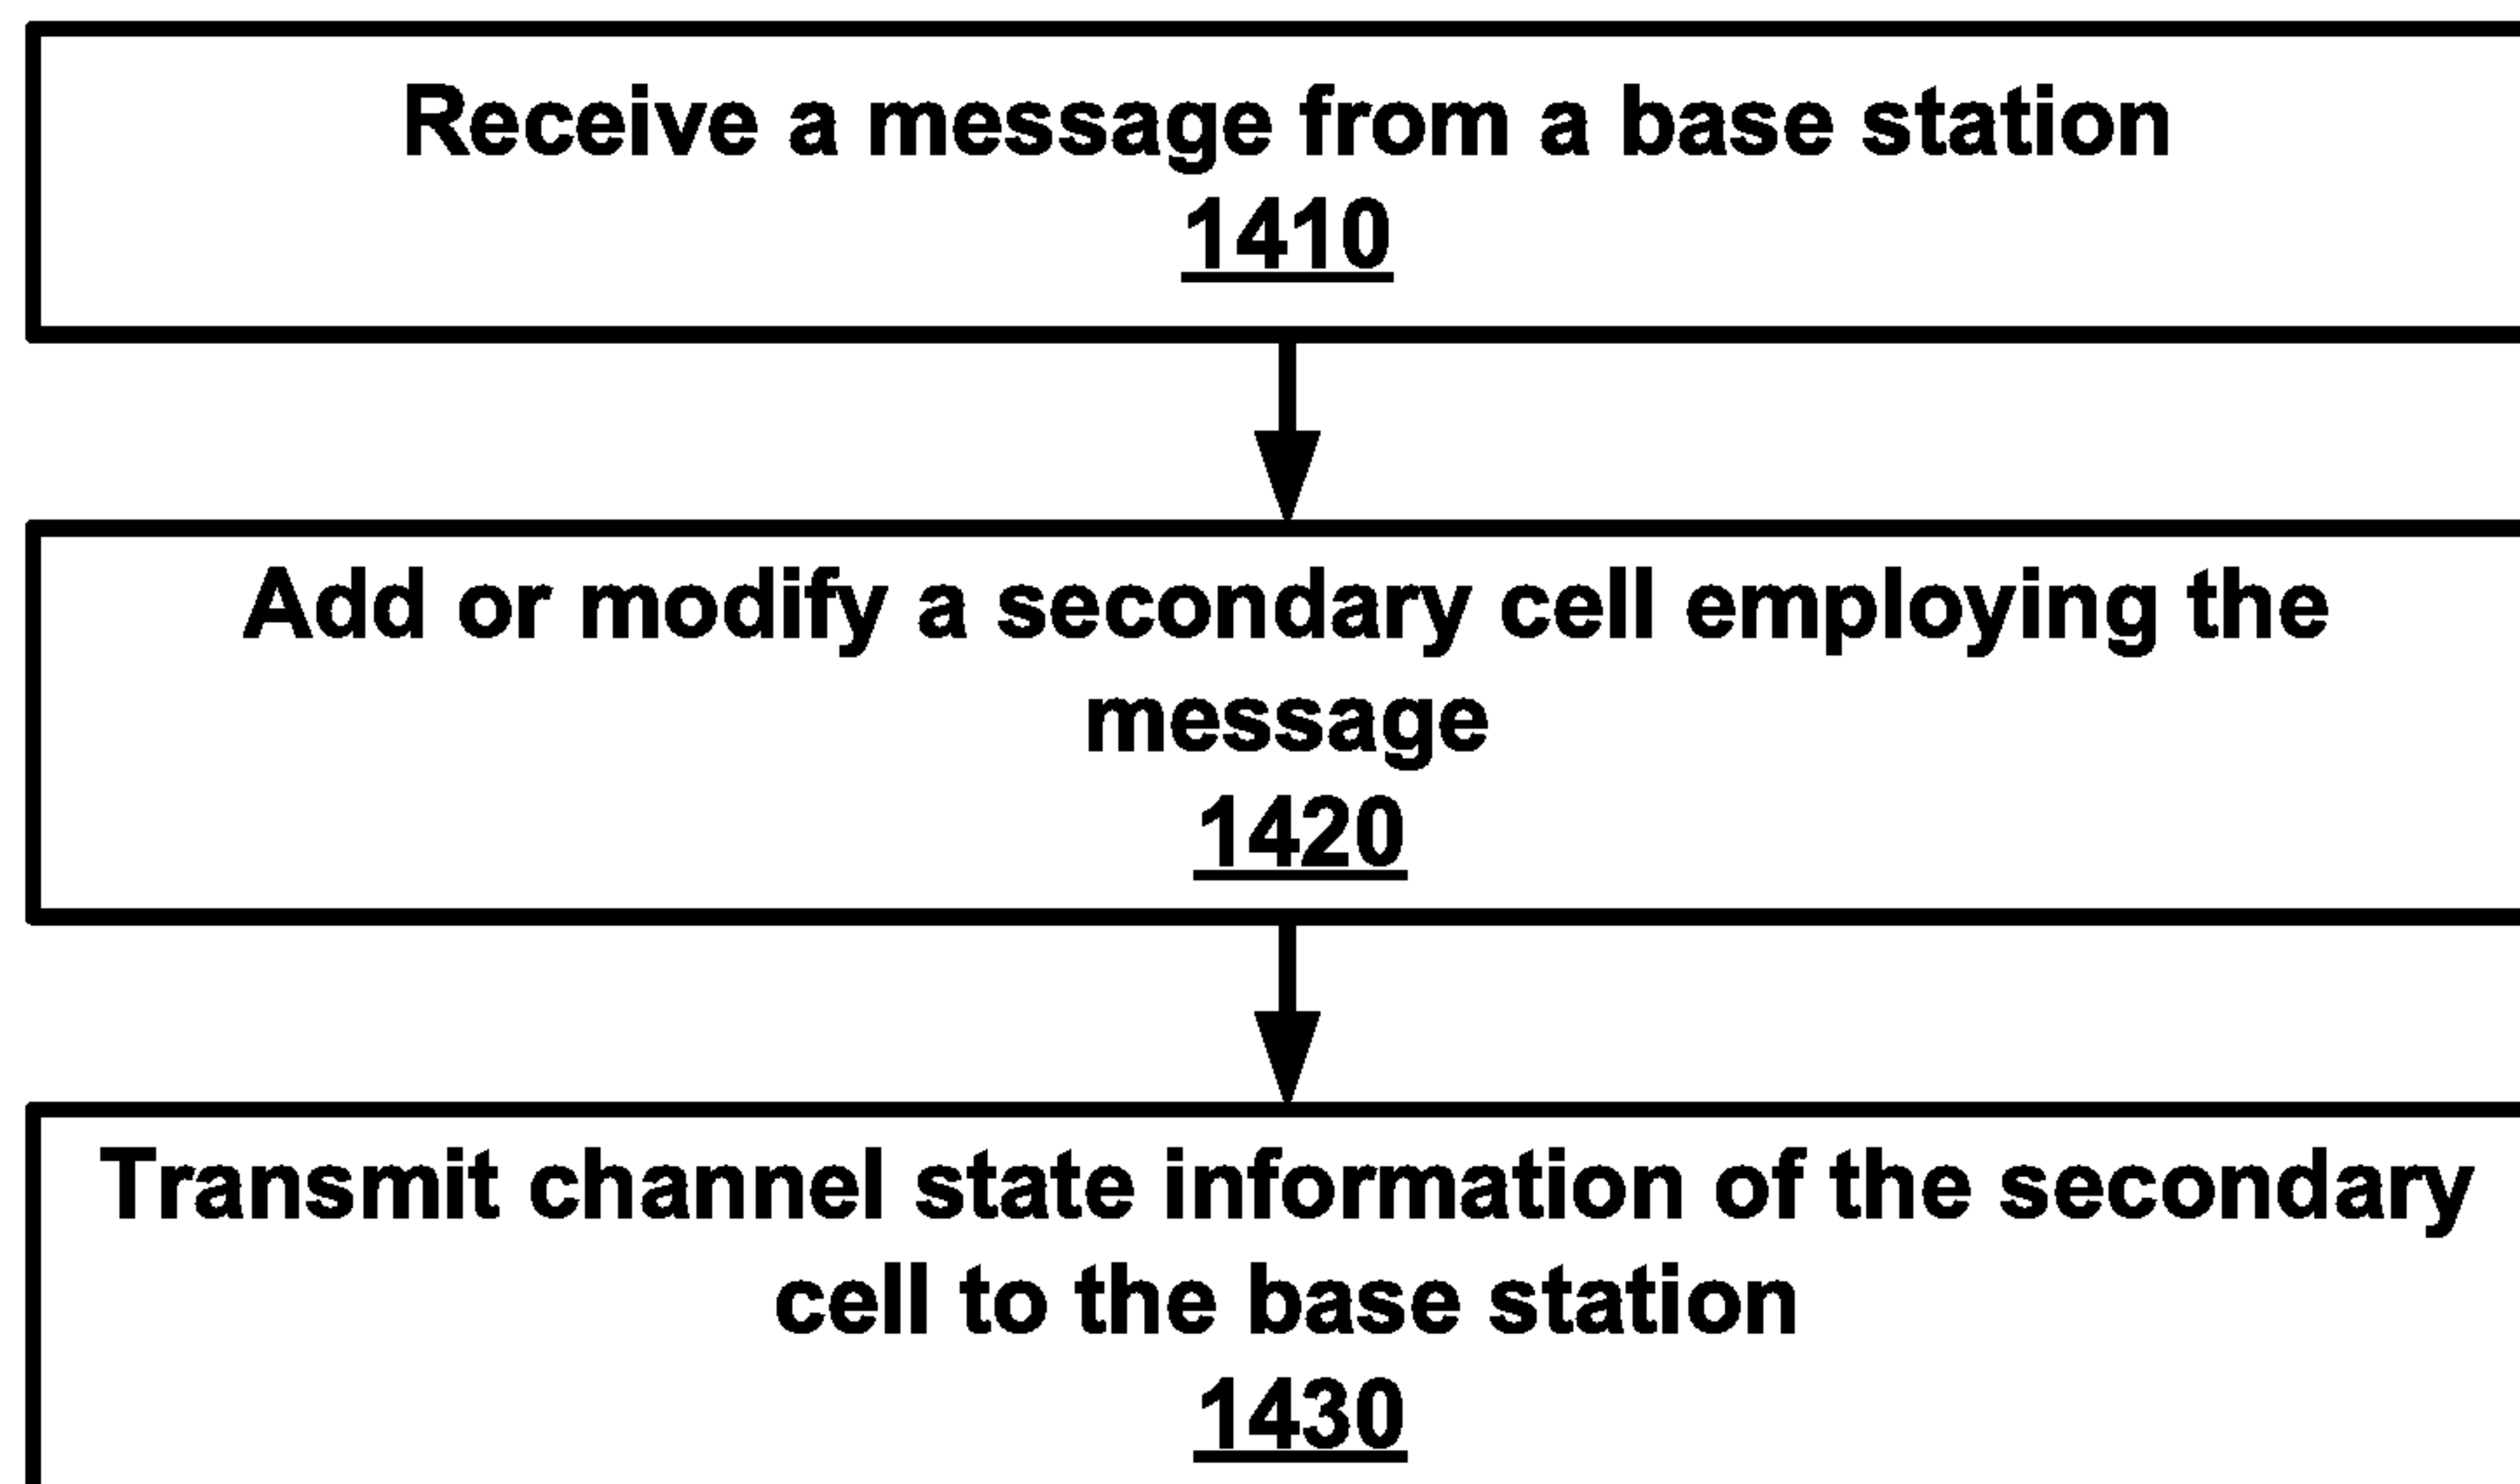 Receive a message from a base station
1410
Add or modify a secondary cell employing the
message
1420
Transmit channel state information of the secondary
cell to the base station
1430